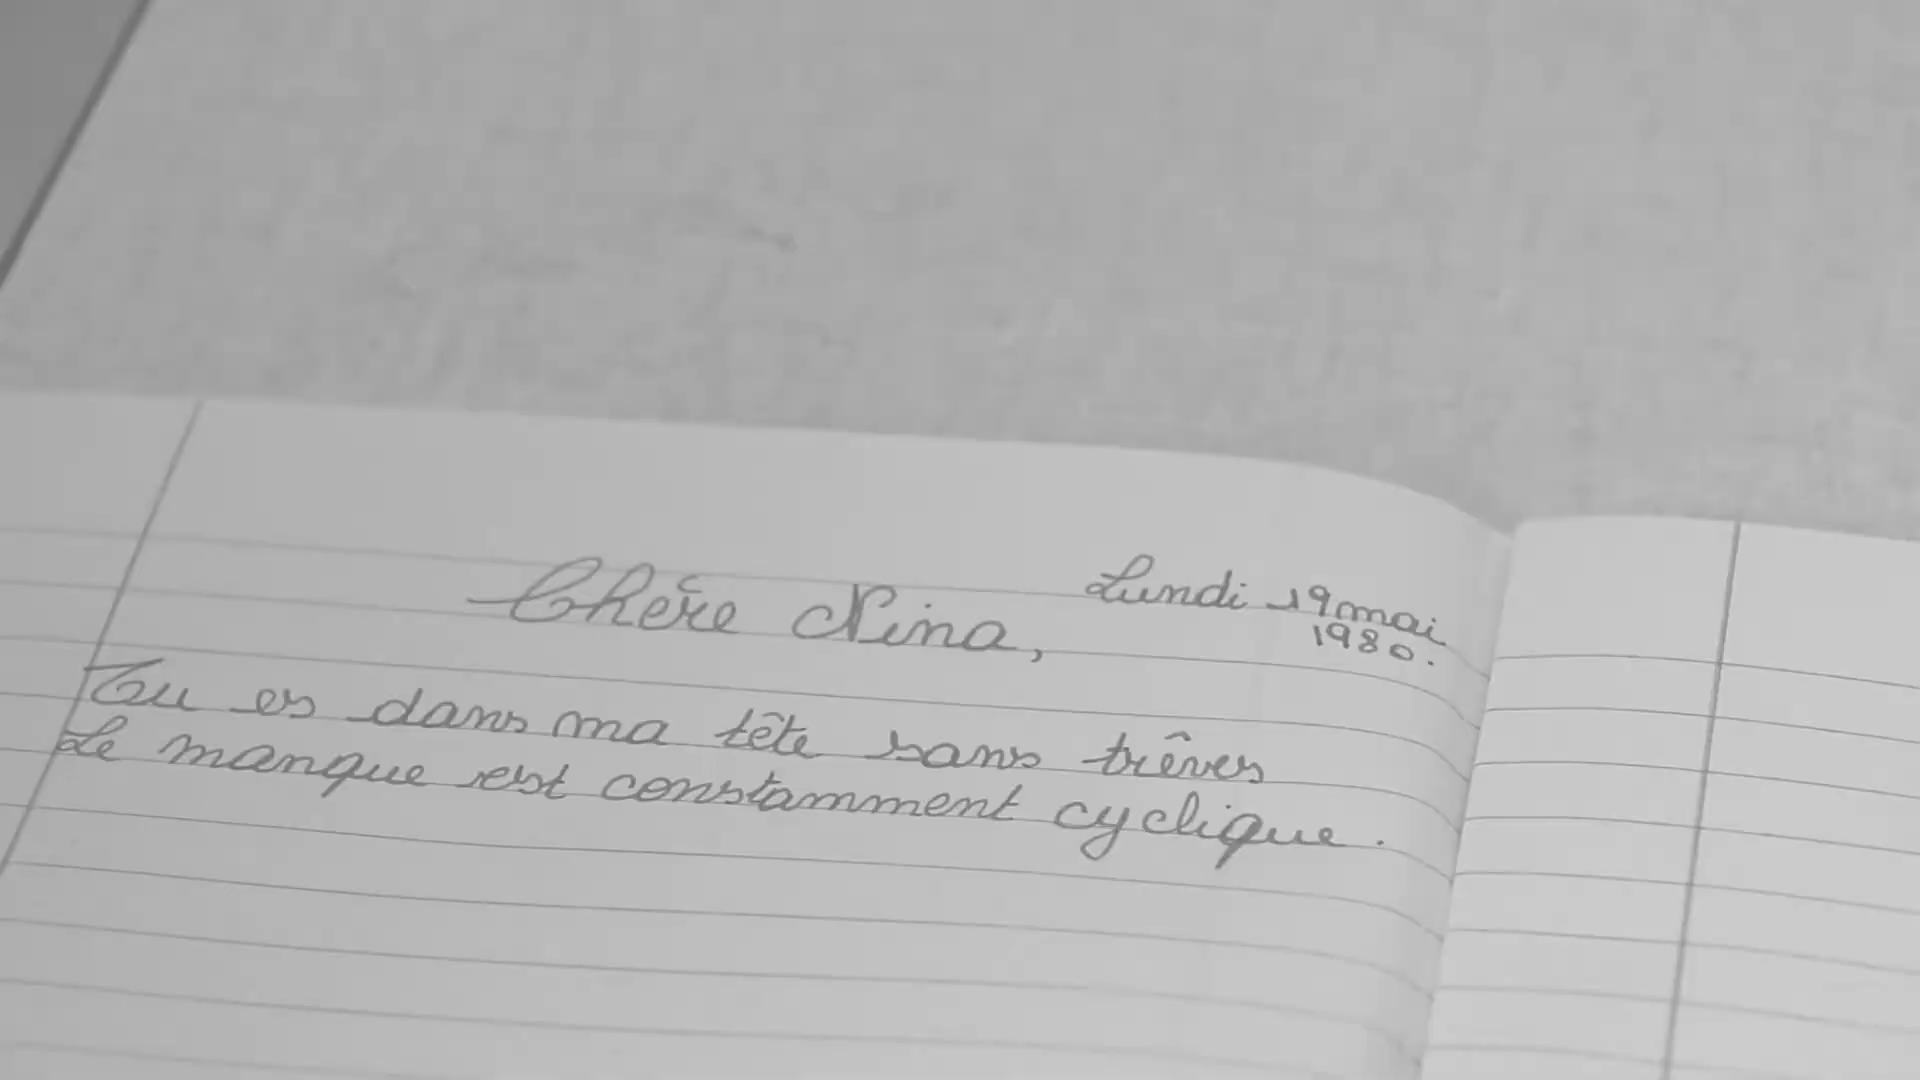 Chère Nina,
Lundi 19 mai
1980.
Tu es dans ma tête sans trêves
Le manque est constamment cyclique.